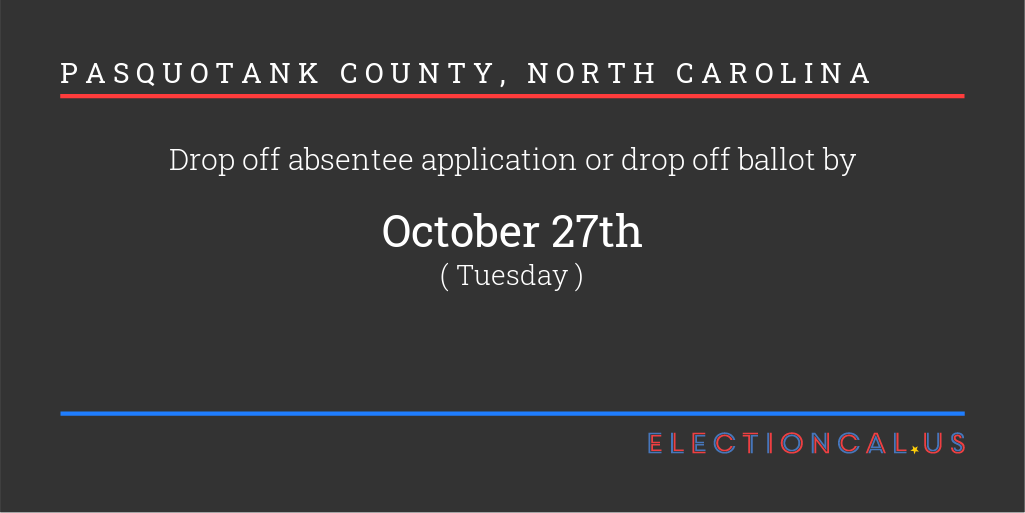 PASQUOTANK COUNTY, NORTH CAROLINA
Drop off absentee application or drop off ballot by
October 27th
( Tuesday )
ELECTIONCAL.US